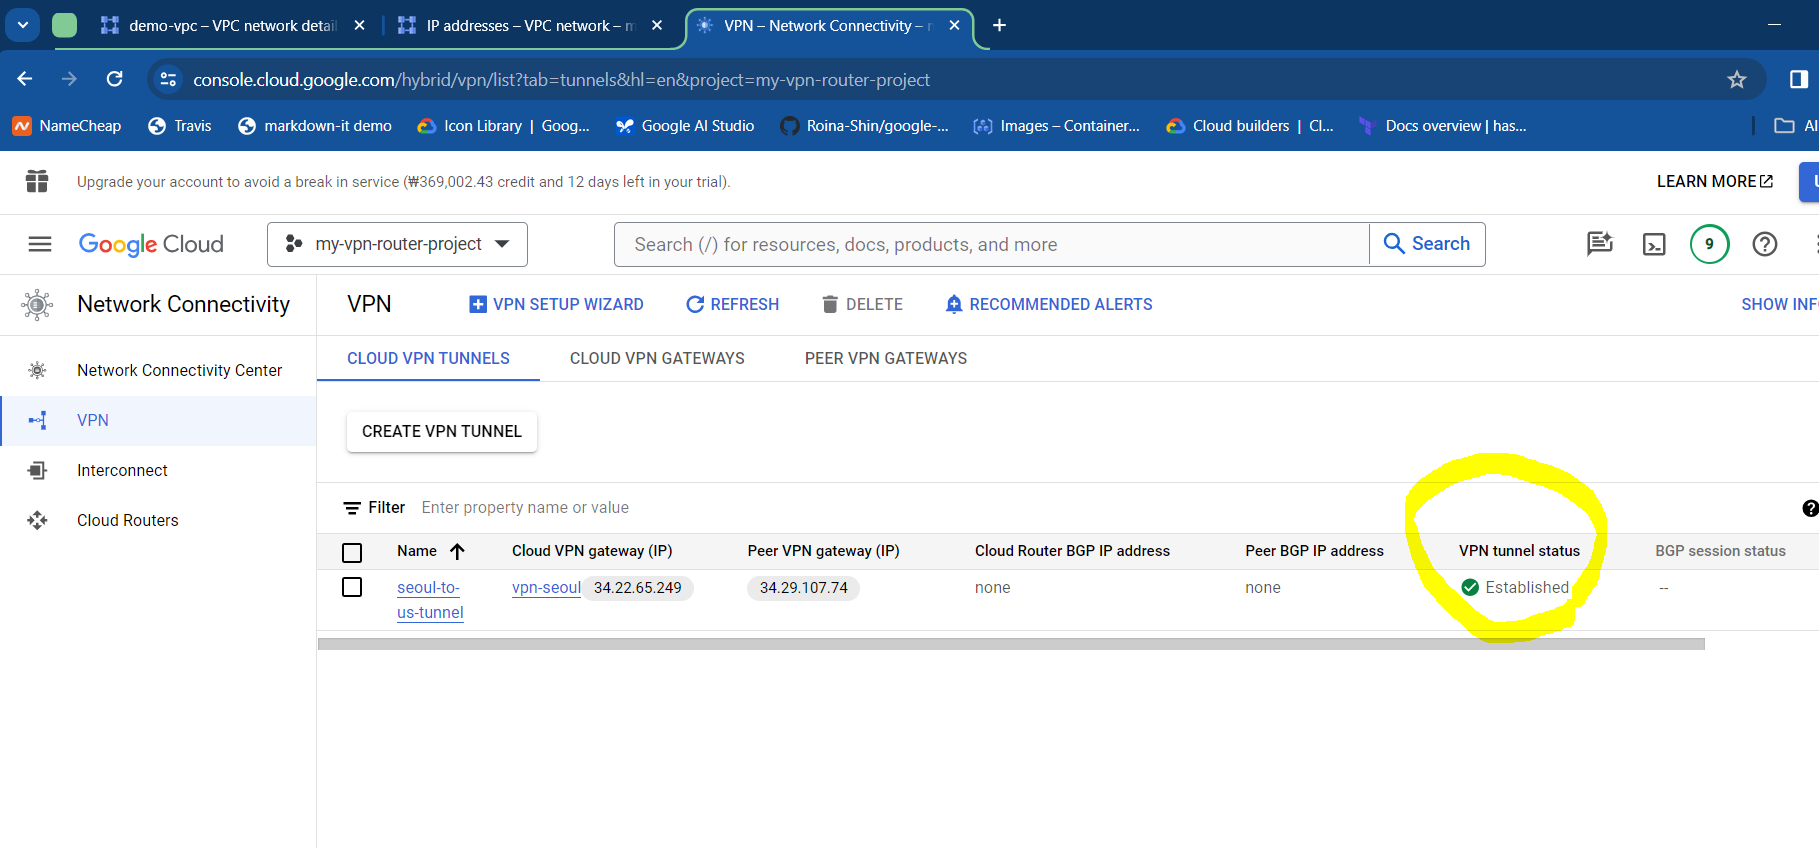 demo-vpc – VPC network detail
IP addresses – VPC network – m
VPN – Network Connectivity –
console.cloud.google.com/hybrid/vpn/list?tab=tunnels&hl=en&project=my-vpn-router-project
NameCheap Travis markdown-it demo Icon Library | Goog... Google AI Studio Roina-Shin/google-... Images – Container... Cloud builders | Cl... Docs overview | has... AI
Upgrade your account to avoid a break in service (₩369,002.43 credit and 12 days left in your trial).
LEARN MORE
Google Cloud
my-vpn-router-project
Search (/) for resources, docs, products, and more
Search
9
Network Connectivity
VPN
VPN SETUP WIZARD
REFRESH
DELETE
RECOMMENDED ALERTS
SHOW INF
Network Connectivity Center
VPN
Interconnect
Cloud Routers
CLOUD VPN TUNNELS
CLOUD VPN GATEWAYS
PEER VPN GATEWAYS
CREATE VPN TUNNEL
Filter Enter property name or value
Name Cloud VPN gateway (IP) Peer VPN gateway (IP) Cloud Router BGP IP address Peer BGP IP address VPN tunnel status BGP session status
seoul-to- vpn-seoul 34.22.65.249 34.29.107.74 none none Established --
us-tunnel